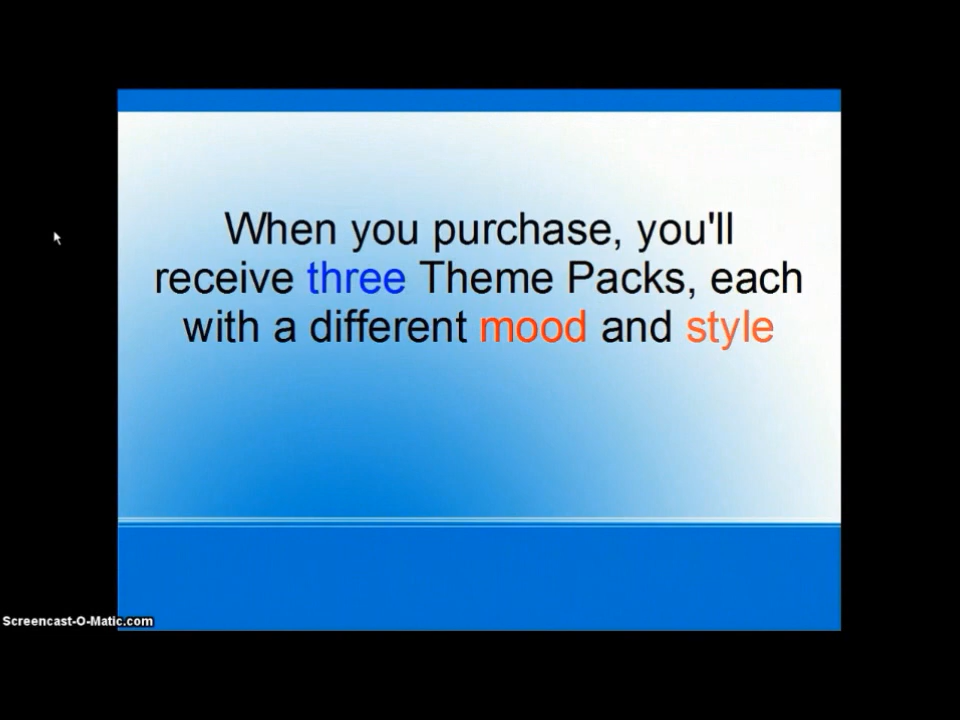 When you purchase, you'll
receive three Theme Packs, each
with a different mood and style
Screencast-O-Matic.com